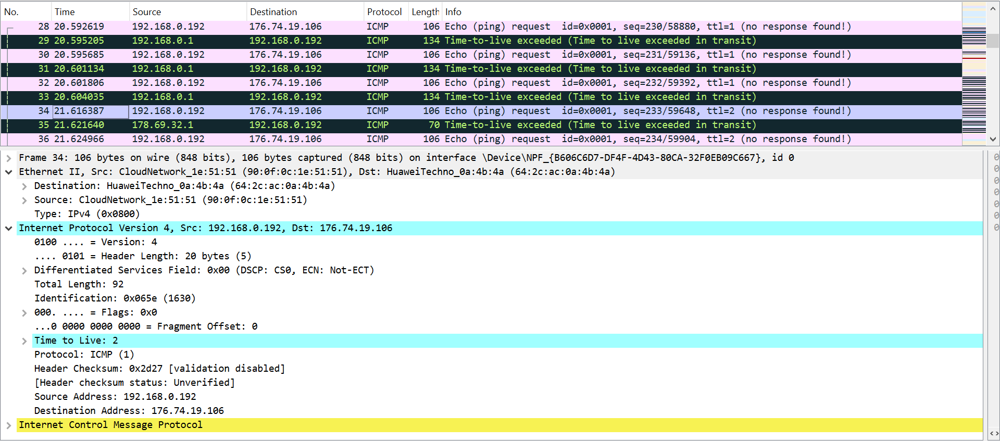 No. Time Source Destination Protocol Length Info
28 20.592619 192.168.0.192 176.74.19.106 ICMP 106 Echo (ping) request id=0x0001, seq=230/58880, ttl=1 (no response found!)
29 20.595205 192.168.0.1 192.168.0.192 ICMP 134 Time-to-live exceeded (Time to live exceeded in transit)
30 20.595685 192.168.0.192 176.74.19.106 ICMP 106 Echo (ping) request id=0x0001, seq=231/59136, ttl=1 (no response found!)
31 20.601134 192.168.0.1 192.168.0.192 ICMP 134 Time-to-live exceeded (Time to live exceeded in transit)
32 20.601806 192.168.0.192 176.74.19.106 ICMP 106 Echo (ping) request id=0x0001, seq=232/59392, ttl=1 (no response found!)
33 20.604035 192.168.0.1 192.168.0.192 ICMP 134 Time-to-live exceeded (Time to live exceeded in transit)
34 21.616387 192.168.0.192 176.74.19.106 ICMP 106 Echo (ping) request id=0x0001, seq=233/59648, ttl=2 (no response found!)
35 21.621640 178.69.32.1 192.168.0.192 ICMP 70 Time-to-live exceeded (Time to live exceeded in transit)
36 21.624966 192.168.0.192 176.74.19.106 ICMP 106 Echo (ping) request id=0x0001, seq=234/59904, ttl=2 (no response found!)
Frame 34: 106 bytes on wire (848 bits), 106 bytes captured (848 bits) on interface \Device\NPF_{B606C6D7-DF4F-4D43-80CA-32F0EB09C667}, id 0
Ethernet II, Src: CloudNetwork_1e:51:51 (90:0f:0c:1e:51:51), Dst: HuaweiTechno_0a:4b:4a (64:2c:ac:0a:4b:4a)
Destination: HuaweiTechno_0a:4b:4a (64:2c:ac:0a:4b:4a)
Source: CloudNetwork_1e:51:51 (90:0f:0c:1e:51:51)
Type: IPv4 (0x0800)
Internet Protocol Version 4, Src: 192.168.0.192, Dst: 176.74.19.106
0100 .... = Version: 4
.... 0101 = Header Length: 20 bytes (5)
Differentiated Services Field: 0x00 (DSCP: CS0, ECN: Not-ECT)
Total Length: 92
Identification: 0x065e (1630)
000. .... = Flags: 0x0
...0 0000 0000 0000 = Fragment Offset: 0
Time to Live: 2
Protocol: ICMP (1)
Header Checksum: 0x2d27 [validation disabled]
[Header checksum status: Unverified]
Source Address: 192.168.0.192
Destination Address: 176.74.19.106
Internet Control Message Protocol
0
0
0
0
0
0
0